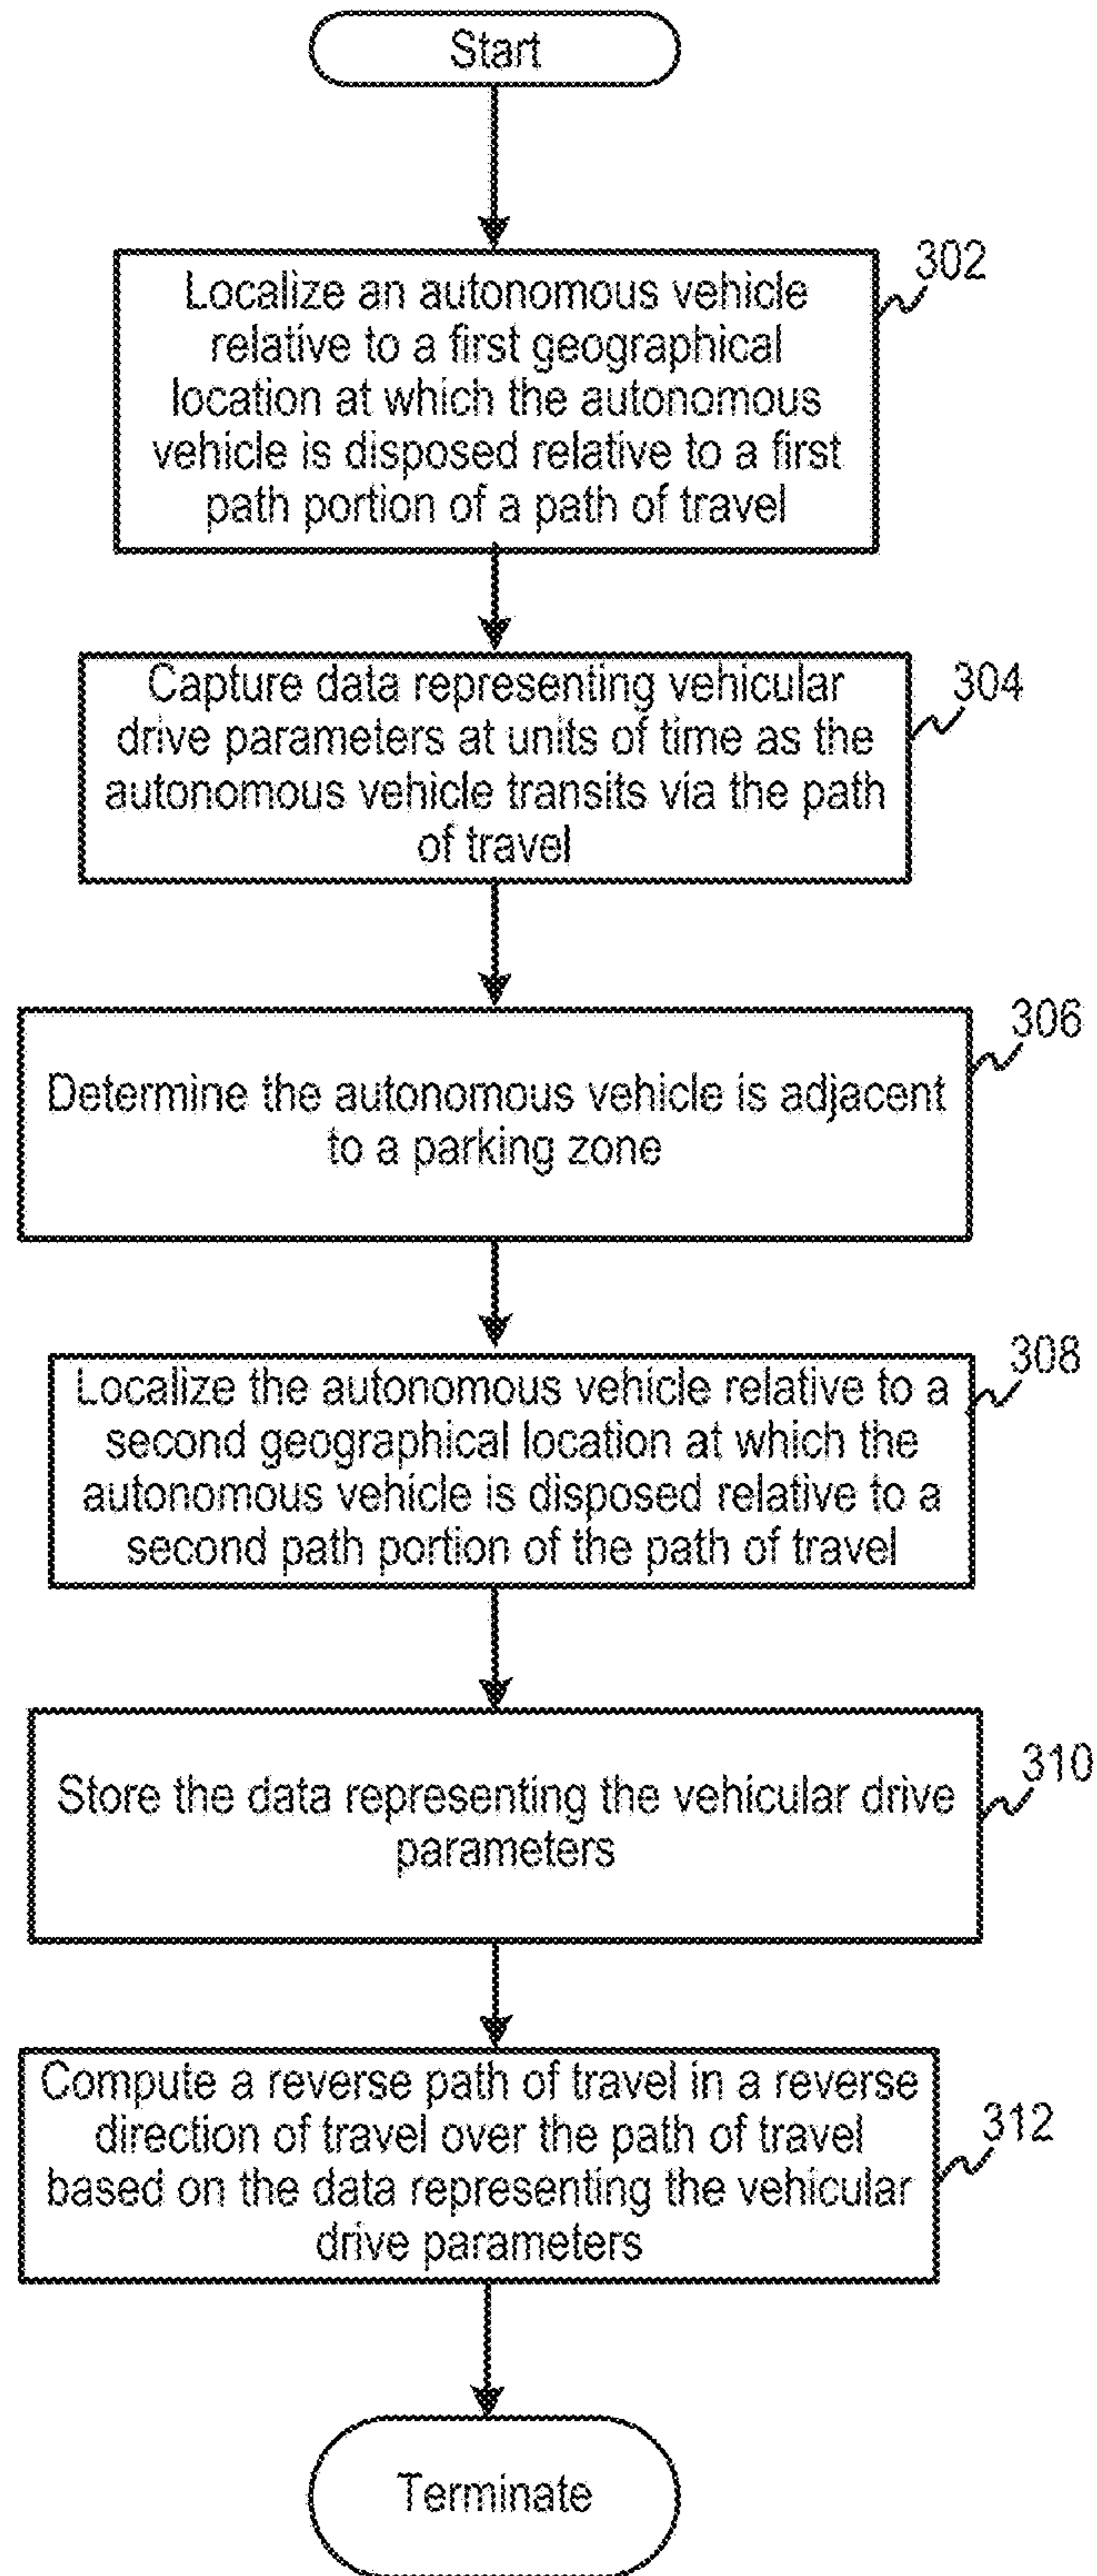 Start
302
Localize an autonomous vehicle
relative to a first geographical
location at which the autonomous
vehicle is disposed relative to a first
path portion of a path of travel
304
Capture data representing vehicular
drive parameters at units of time as the
autonomous vehicle transits via the path
of travel
306
Determine the autonomous vehicle is adjacent
to a parking zone
308
Localize the autonomous vehicle relative to a
second geographical location at which the
autonomous vehicle is disposed relative to a
second path portion of the path of travel
310
Store the data representing the vehicular drive
parameters
312
Compute a reverse path of travel in a reverse
direction of travel over the path of travel
based on the data representing the vehicular
drive parameters
Terminate